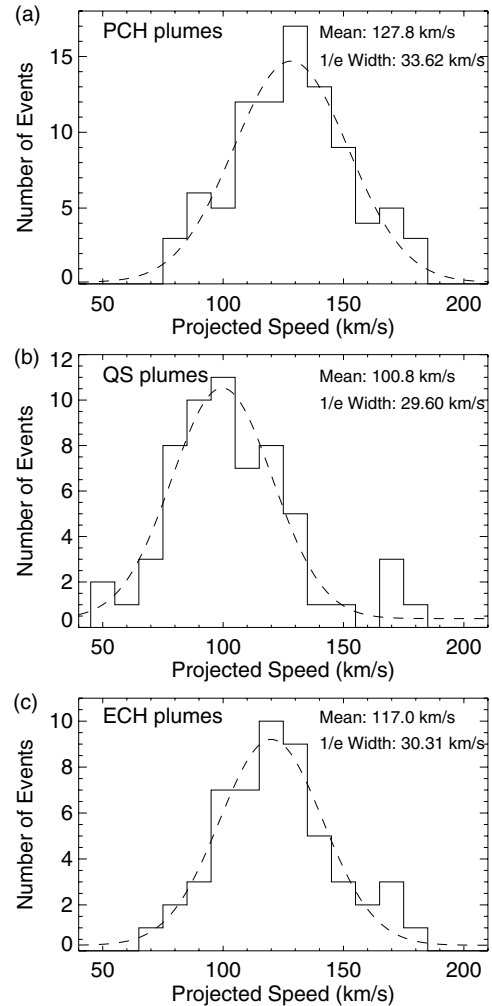 (a)
PCH plumes
Mean: 127.8 km/s
1/e Width: 33.62 km/s
15
10
5
0
Number of Events
50 100 150 200
Projected Speed (km/s)
(b)
QS plumes
Mean: 100.8 km/s
1/e Width: 29.60 km/s
12
10
8
6
4
2
0
Number of Events
50 100 150 200
Projected Speed (km/s)
(c)
ECH plumes
Mean: 117.0 km/s
1/e Width: 30.31 km/s
10
8
6
4
2
0
Number of Events
50 100 150 200
Projected Speed (km/s)